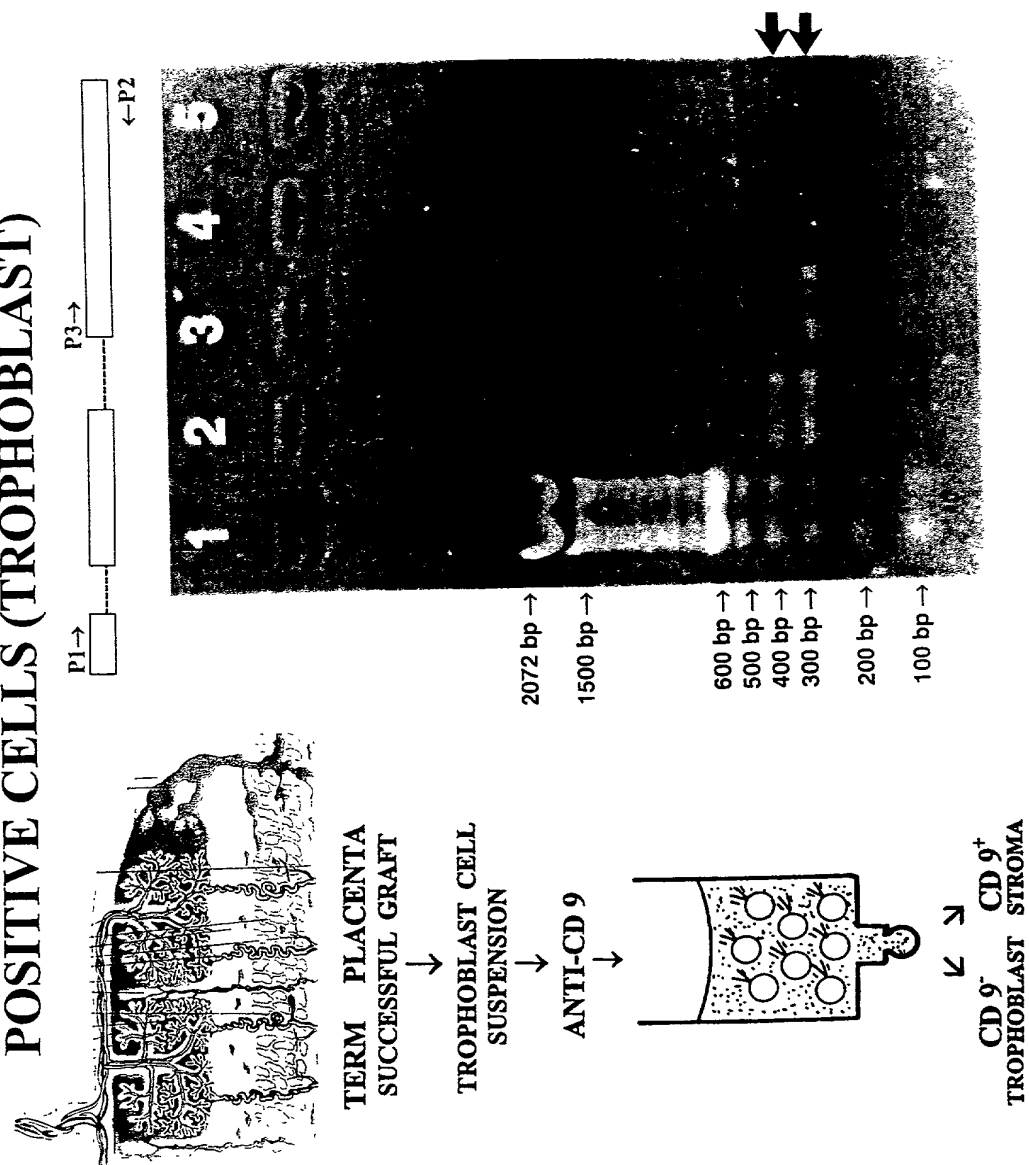 POSITIVE CELLS (TROPHOBLAST)
TERM PLACENTA
SUCCESSFUL GRAFT
↓
TROPHOBLAST CELL
SUSPENSION
↓
ANTI-CD 9
↓
CD 9⁻ CD 9⁺
TROPHOBLAST STROMA
P1→ P3→
←P2
1 2 3 4 5
2072 bp →
1500 bp →
600 bp →
500 bp →
400 bp →
300 bp →
200 bp →
100 bp →